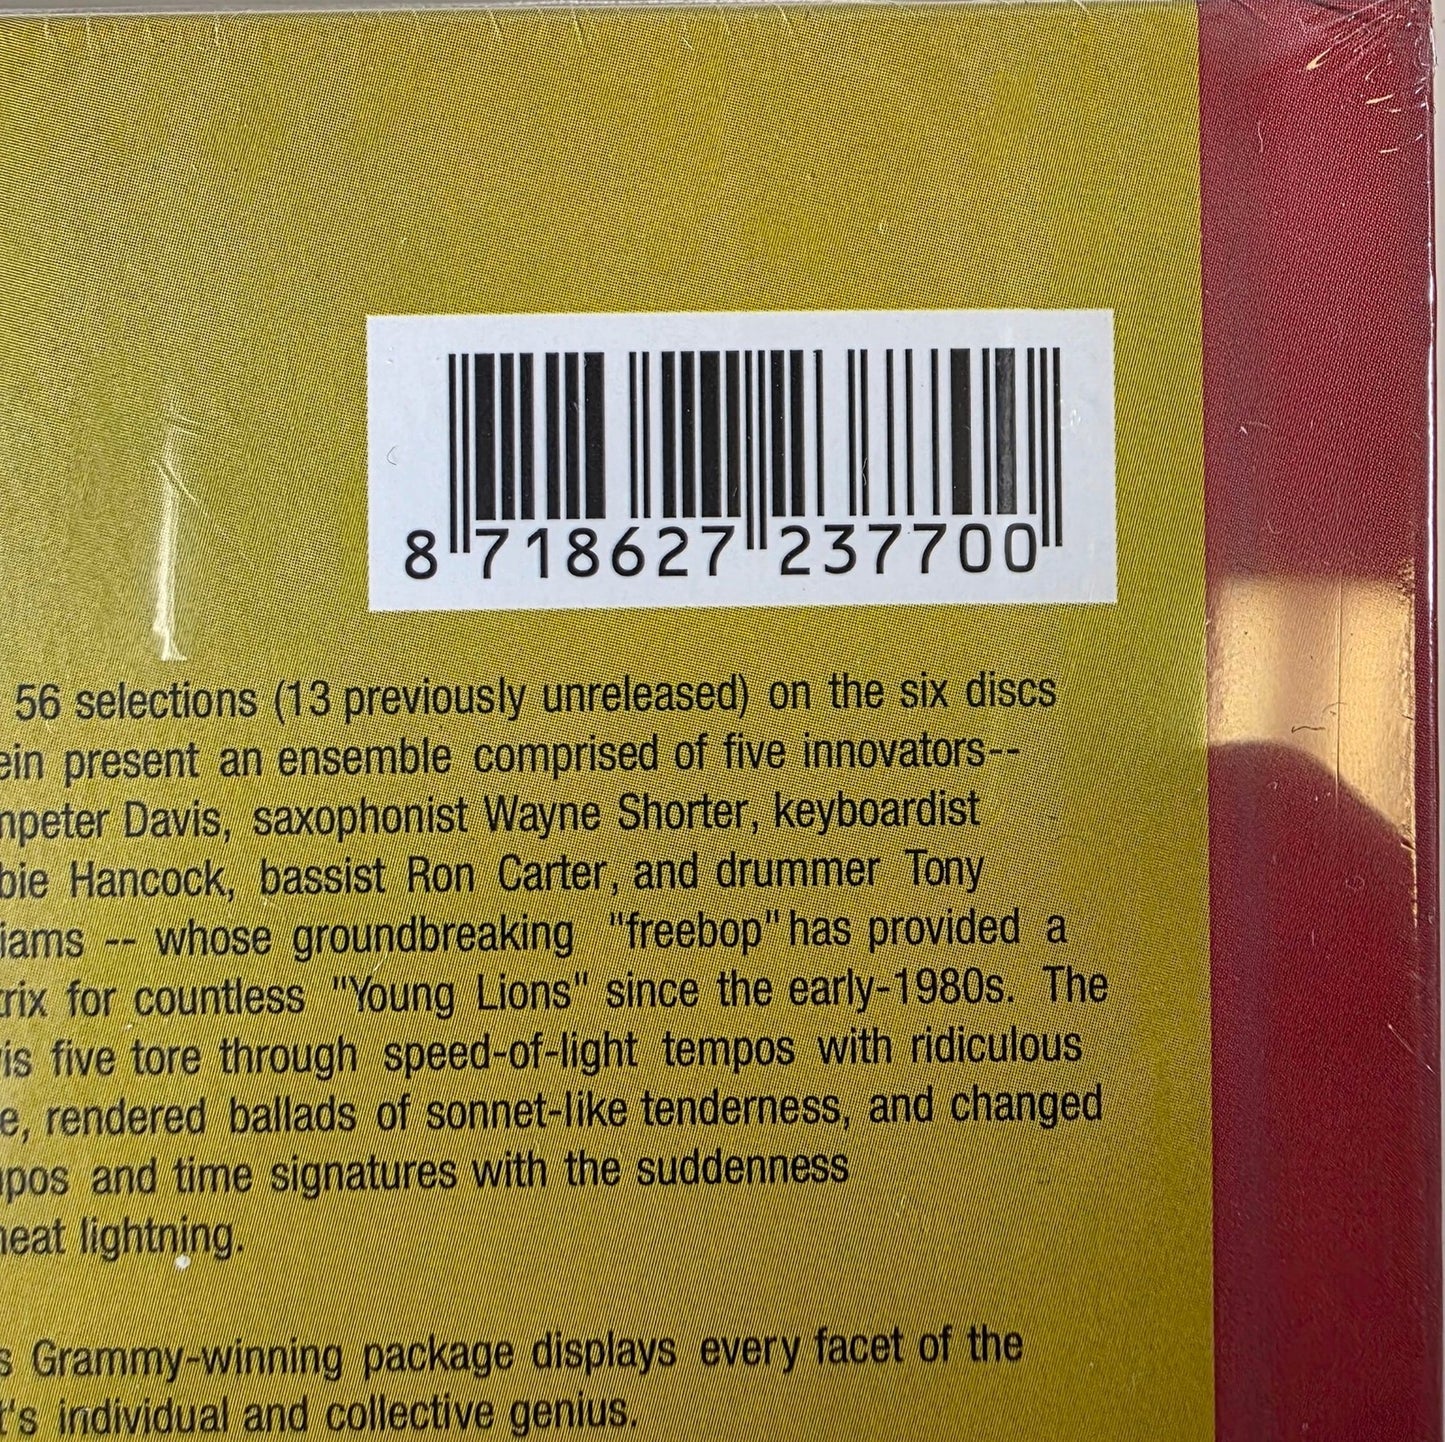 8 718627 237700
56 selections (13 previously unreleased) on the six discs
ein present an ensemble comprised of five innovators--
mpeter Davis, saxophonist Wayne Shorter, keyboardist
bie Hancock, bassist Ron Carter, and drummer Tony
iams -- whose groundbreaking "freebop" has provided a
trix for countless "Young Lions" since the early-1980s. The
is five tore through speed-of-light tempos with ridiculous
e, rendered ballads of sonnet-like tenderness, and changed
pos and time signatures with the suddenness
heat lightning.
s Grammy-winning package displays every facet of the
t's individual and collective genius.